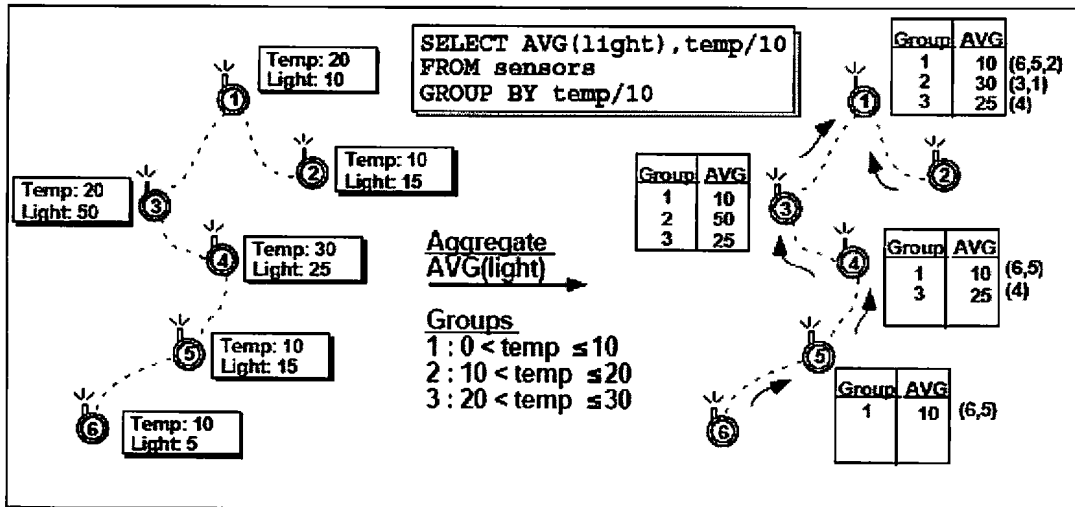 Temp: 20
Light: 10
1
Temp: 10
Light: 15
2
Temp: 20
Light: 50
3
Temp: 30
Light: 25
4
Temp: 10
Light: 15
5
Temp: 10
Light: 5
6
SELECT AVG(light),temp/10
FROM sensors
GROUP BY temp/10
Aggregate
AVG(light)
Groups
1 : 0 < temp ≤10
2 : 10 < temp ≤20
3 : 20 < temp ≤30
Group AVG
1 10 (6,5,2)
2 30 (3,1)
3 25 (4)
1
2
Group AVG
1 10
2 50
3 25
3
4
Group AVG
1 10 (6,5)
3 25 (4)
5
Group AVG
1 10 (6,5)
6